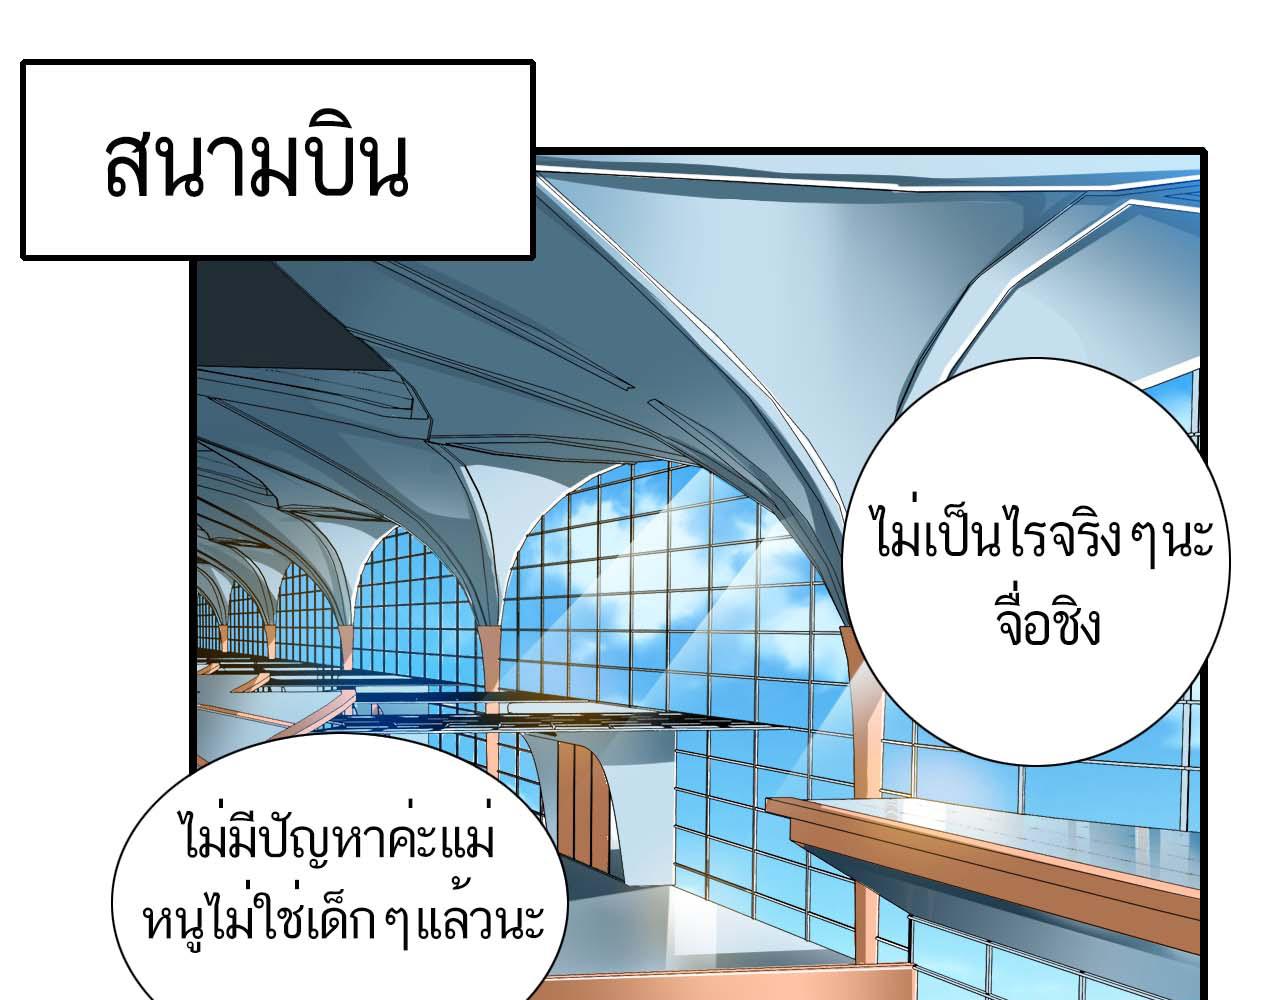 สนามบิน
ไม่เป็นไรจริง ๆ นะ
จื่อชิง
ไม่มีปัญหาค่ะแม่
หนูไม่ใช่เด็ก ๆ แล้วนะ